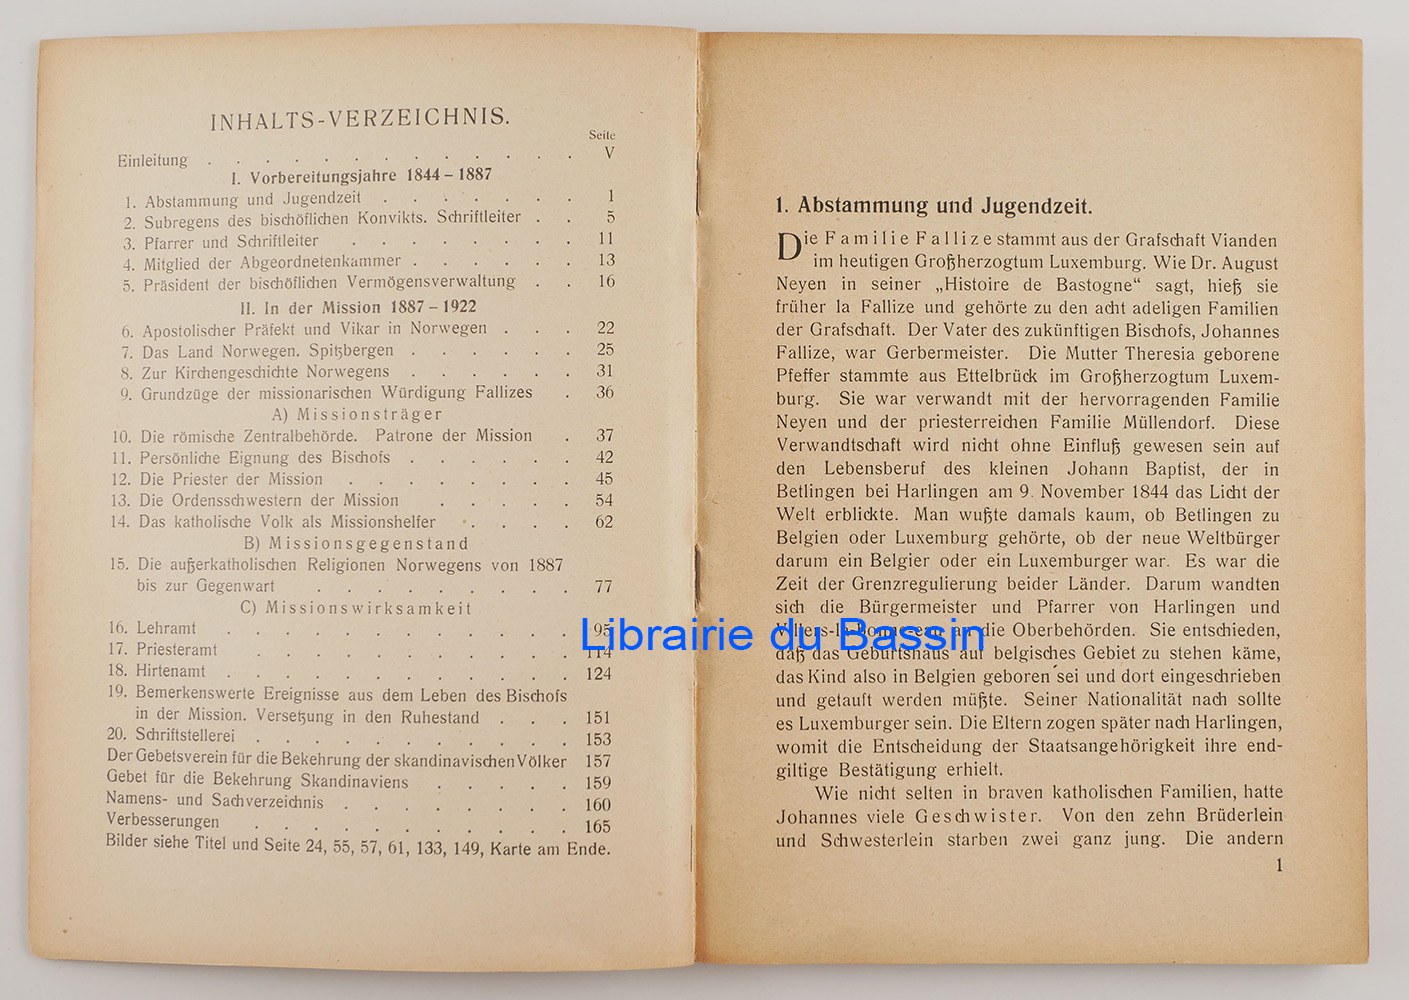 INHALTS-VERZEICHNIS.
Seite
Einleitung . . . . . . . . . . . . . V
I. Vorbereitungsjahre 1844 – 1887
1. Abstammung und Jugendzeit . . . . . . . 1
2. Subregens des bischöflichen Konvikts. Schriftleiter . . 5
3. Pfarrer und Schriftleiter . . . . . . . . 11
4. Mitglied der Abgeordnetenkammer . . . . . . 13
5. Präsident der bischöflichen Vermögensverwaltung . . 16
II. In der Mission 1887 – 1922
6. Apostolischer Präfekt und Vikar in Norwegen . . . 22
7. Das Land Norwegen. Spitzbergen . . . . . . 25
8. Zur Kirchengeschichte Norwegens . . . . . . 31
9. Grundzüge der missionarischen Würdigung Fallizes . 36
A) Missionsträger
10. Die römische Zentralbehörde. Patrone der Mission . 37
11. Persönliche Eignung des Bischofs . . . . . . 42
12. Die Priester der Mission . . . . . . . . 45
13. Die Ordensschwestern der Mission . . . . . 54
14. Das katholische Volk als Missionshelfer . . . . 62
B) Missionsgegenstand
15. Die außerkatholischen Religionen Norwegens von 1887
bis zur Gegenwart . . . . . . . . . 77
C) Missionswirksamkeit
16. Lehramt . . . . . . . . . . . . . 95
17. Priesteramt . . . . . . . . . . . 114
18. Hirtenamt . . . . . . . . . . . . 124
19. Bemerkenswerte Ereignisse aus dem Leben des Bischofs
in der Mission. Versetzung in den Ruhestand . . . 151
20. Schriftstellerei . . . . . . . . . . . 153
Der Gebetsverein für die Bekehrung der skandinavischen Völker 157
Gebet für die Bekehrung Skandinaviens . . . . . 159
Namens- und Sachverzeichnis . . . . . . . . 160
Verbesserungen . . . . . . . . . . . 165
Bilder siehe Titel und Seite 24, 55, 57, 61, 133, 149, Karte am Ende.
1. Abstammung und Jugendzeit.
Die Familie Fallize stammt aus der Grafschaft Vianden
im heutigen Großherzogtum Luxemburg. Wie Dr. August
Neyen in seiner „Histoire de Bastogne“ sagt, hieß sie
früher la Fallize und gehörte zu den acht adeligen Familien
der Grafschaft. Der Vater des zukünftigen Bischofs, Johannes
Fallize, war Gerbermeister. Die Mutter Theresia geborene
Pfeffer stammte aus Ettelbrück im Großherzogtum Luxem-
burg. Sie war verwandt mit der hervorragenden Familie
Neyen und der priesterreichen Familie Müllendorf. Diese
Verwandtschaft wird nicht ohne Einfluß gewesen sein auf
den Lebensberuf des kleinen Johann Baptist, der in
Betlingen bei Harlingen am 9. November 1844 das Licht der
Welt erblickte. Man wußte damals kaum, ob Betlingen zu
Belgien oder Luxemburg gehörte, ob der neue Weltbürger
darum ein Belgier oder ein Luxemburger war. Es war die
Zeit der Grenzregulierung beider Länder. Darum wandten
sich die Bürgermeister und Pfarrer von Harlingen und
Villers-la-Bonne-eau an die Oberbehörden. Sie entschieden,
daß das Geburtshaus auf belgisches Gebiet zu stehen käme,
das Kind also in Belgien geboren sei und dort eingeschrieben
und getauft werden müßte. Seiner Nationalität nach sollte
es Luxemburger sein. Die Eltern zogen später nach Harlingen,
womit die Entscheidung der Staatsangehörigkeit ihre end-
giltige Bestätigung erhielt.
Wie nicht selten in braven katholischen Familien, hatte
Johannes viele Geschwister. Von den zehn Brüderlein
und Schwesterlein starben zwei ganz jung. Die andern
1
Librairie du Bassin